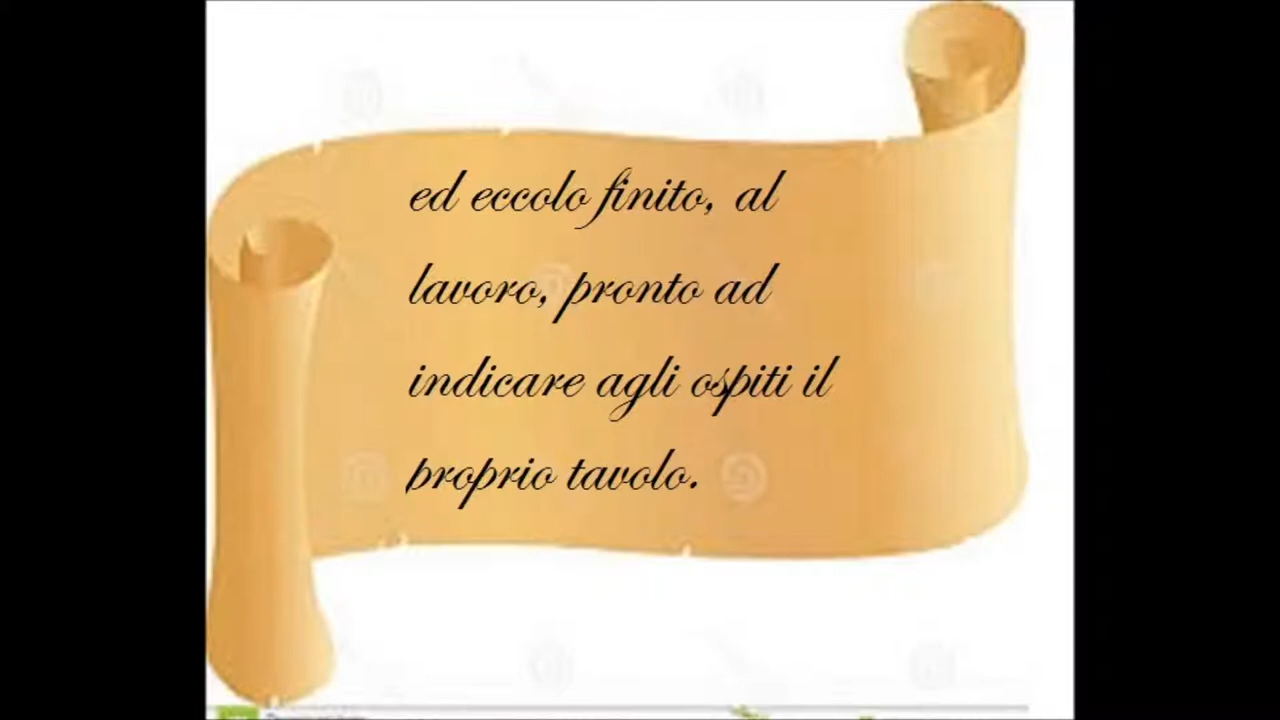 ed eccolo finito, al
lavoro, pronto ad
indicare agli ospiti il
proprio tavolo.